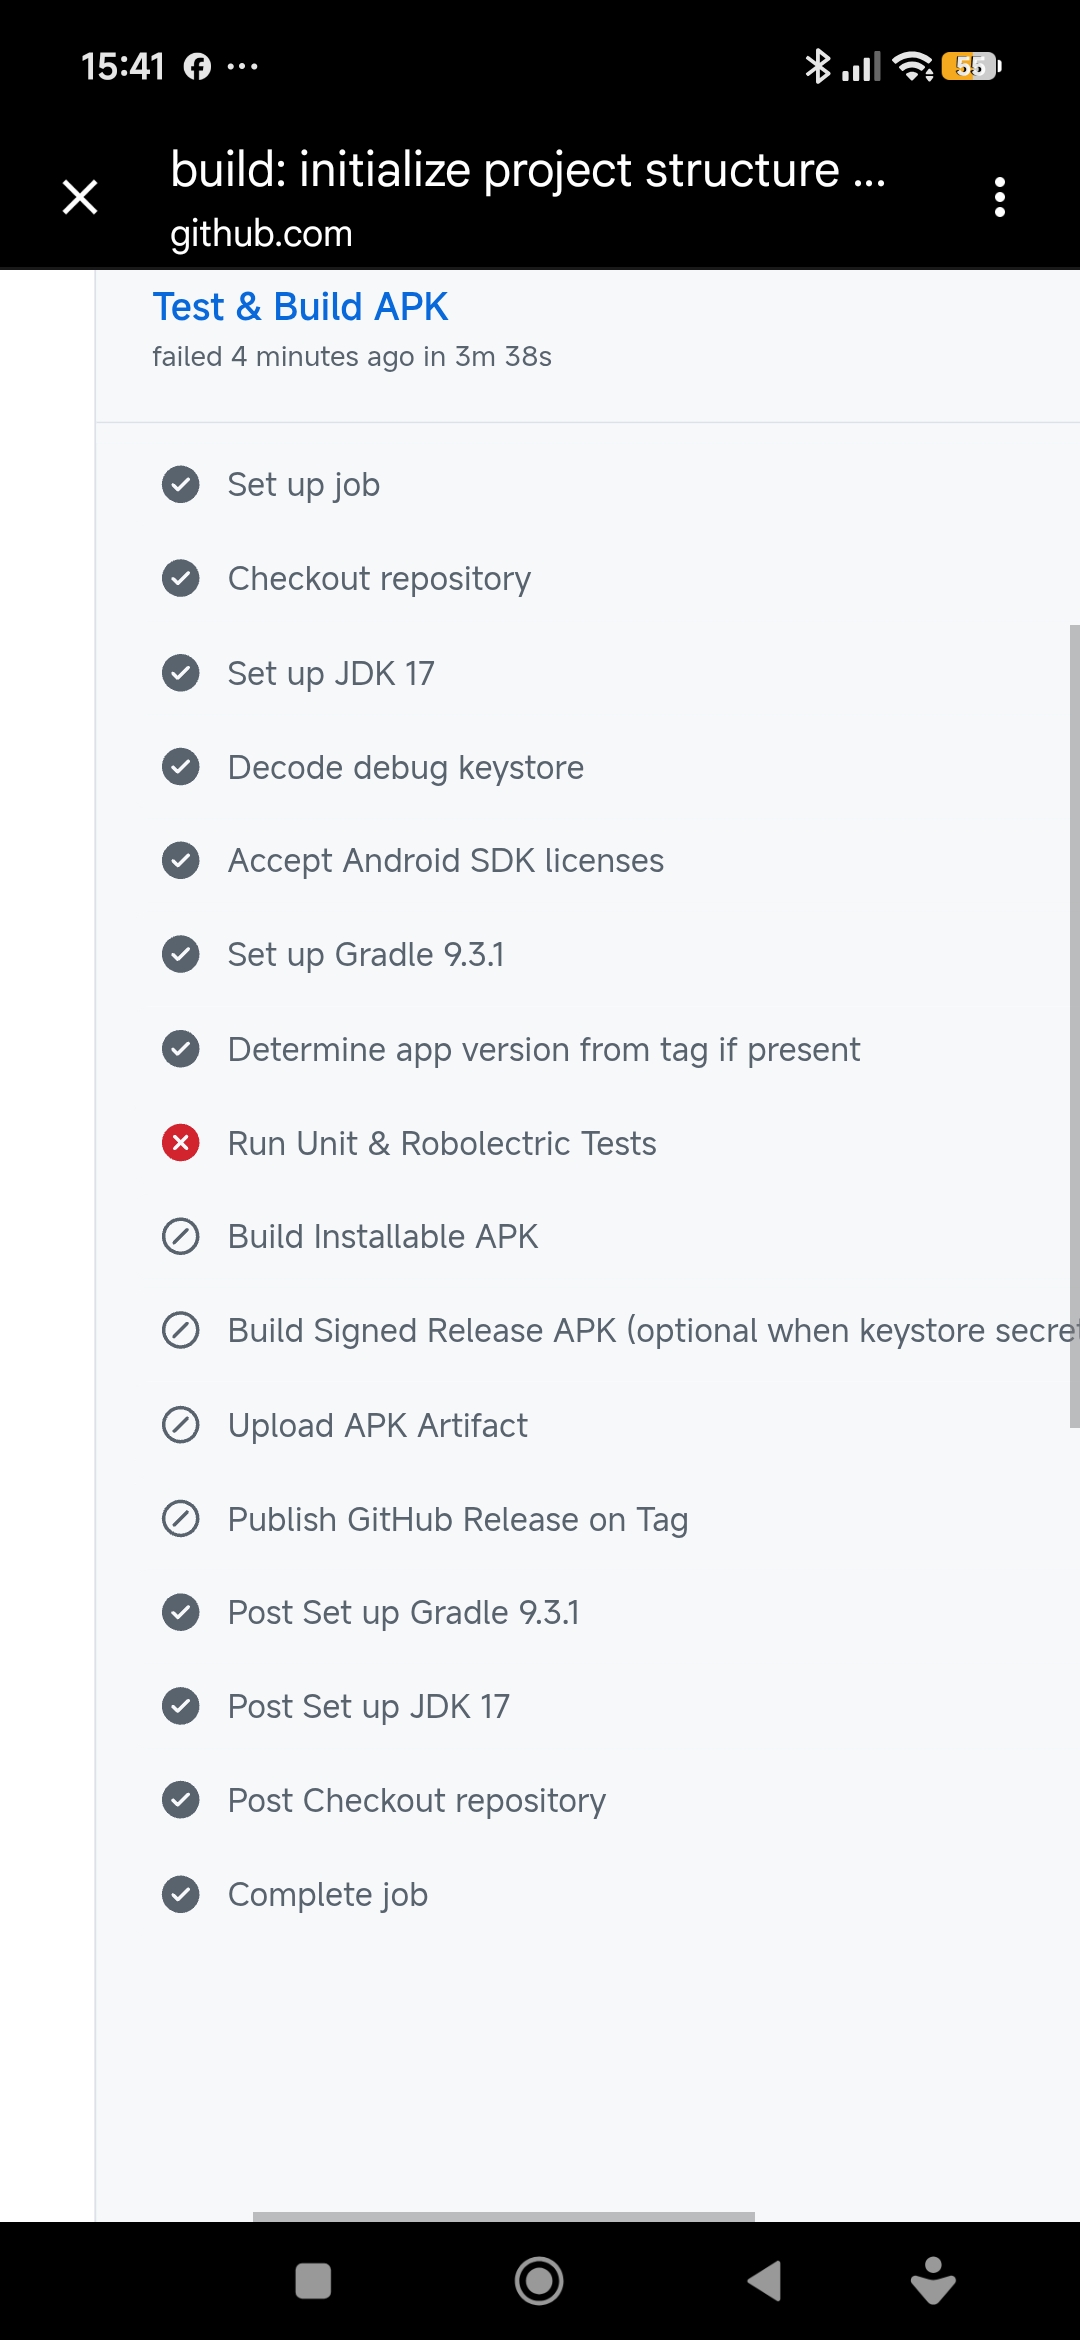 15:41
55
build: initialize project structure ...
github.com
Test & Build APK
failed 4 minutes ago in 3m 38s
Set up job
Checkout repository
Set up JDK 17
Decode debug keystore
Accept Android SDK licenses
Set up Gradle 9.3.1
Determine app version from tag if present
Run Unit & Robolectric Tests
Build Installable APK
Build Signed Release APK (optional when keystore secret
Upload APK Artifact
Publish GitHub Release on Tag
Post Set up Gradle 9.3.1
Post Set up JDK 17
Post Checkout repository
Complete job